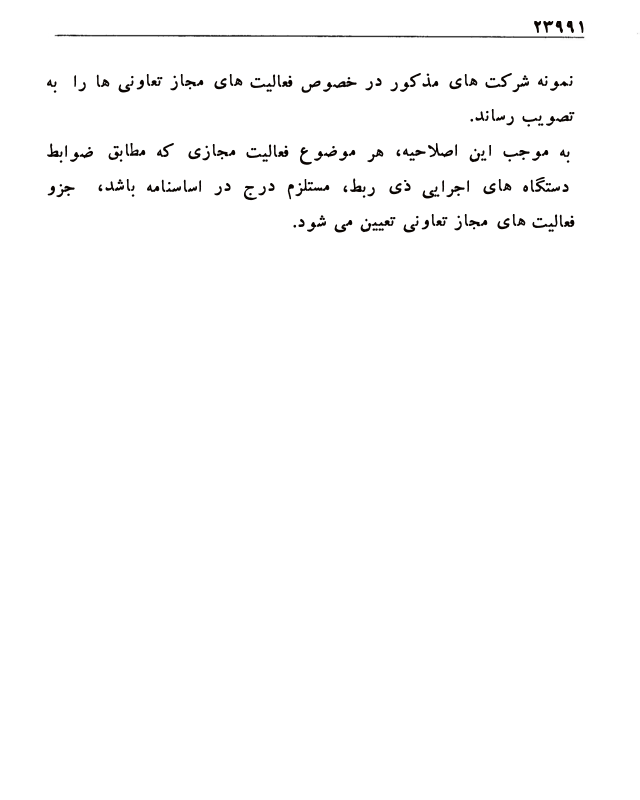 ۲۳۹۹۱
نمونه شرکت های مذکور در خصوص فعالیت های مجاز تعاونی ها را به
تصویب رساند.
به موجب این اصلاحیه، هر موضوع فعالیت مجازی که مطابق ضوابط
دستگاه های اجرایی ذی ربط، مستلزم درج در اساسنامه باشد، جزو
فعالیت های مجاز تعاونی تعیین می شود.